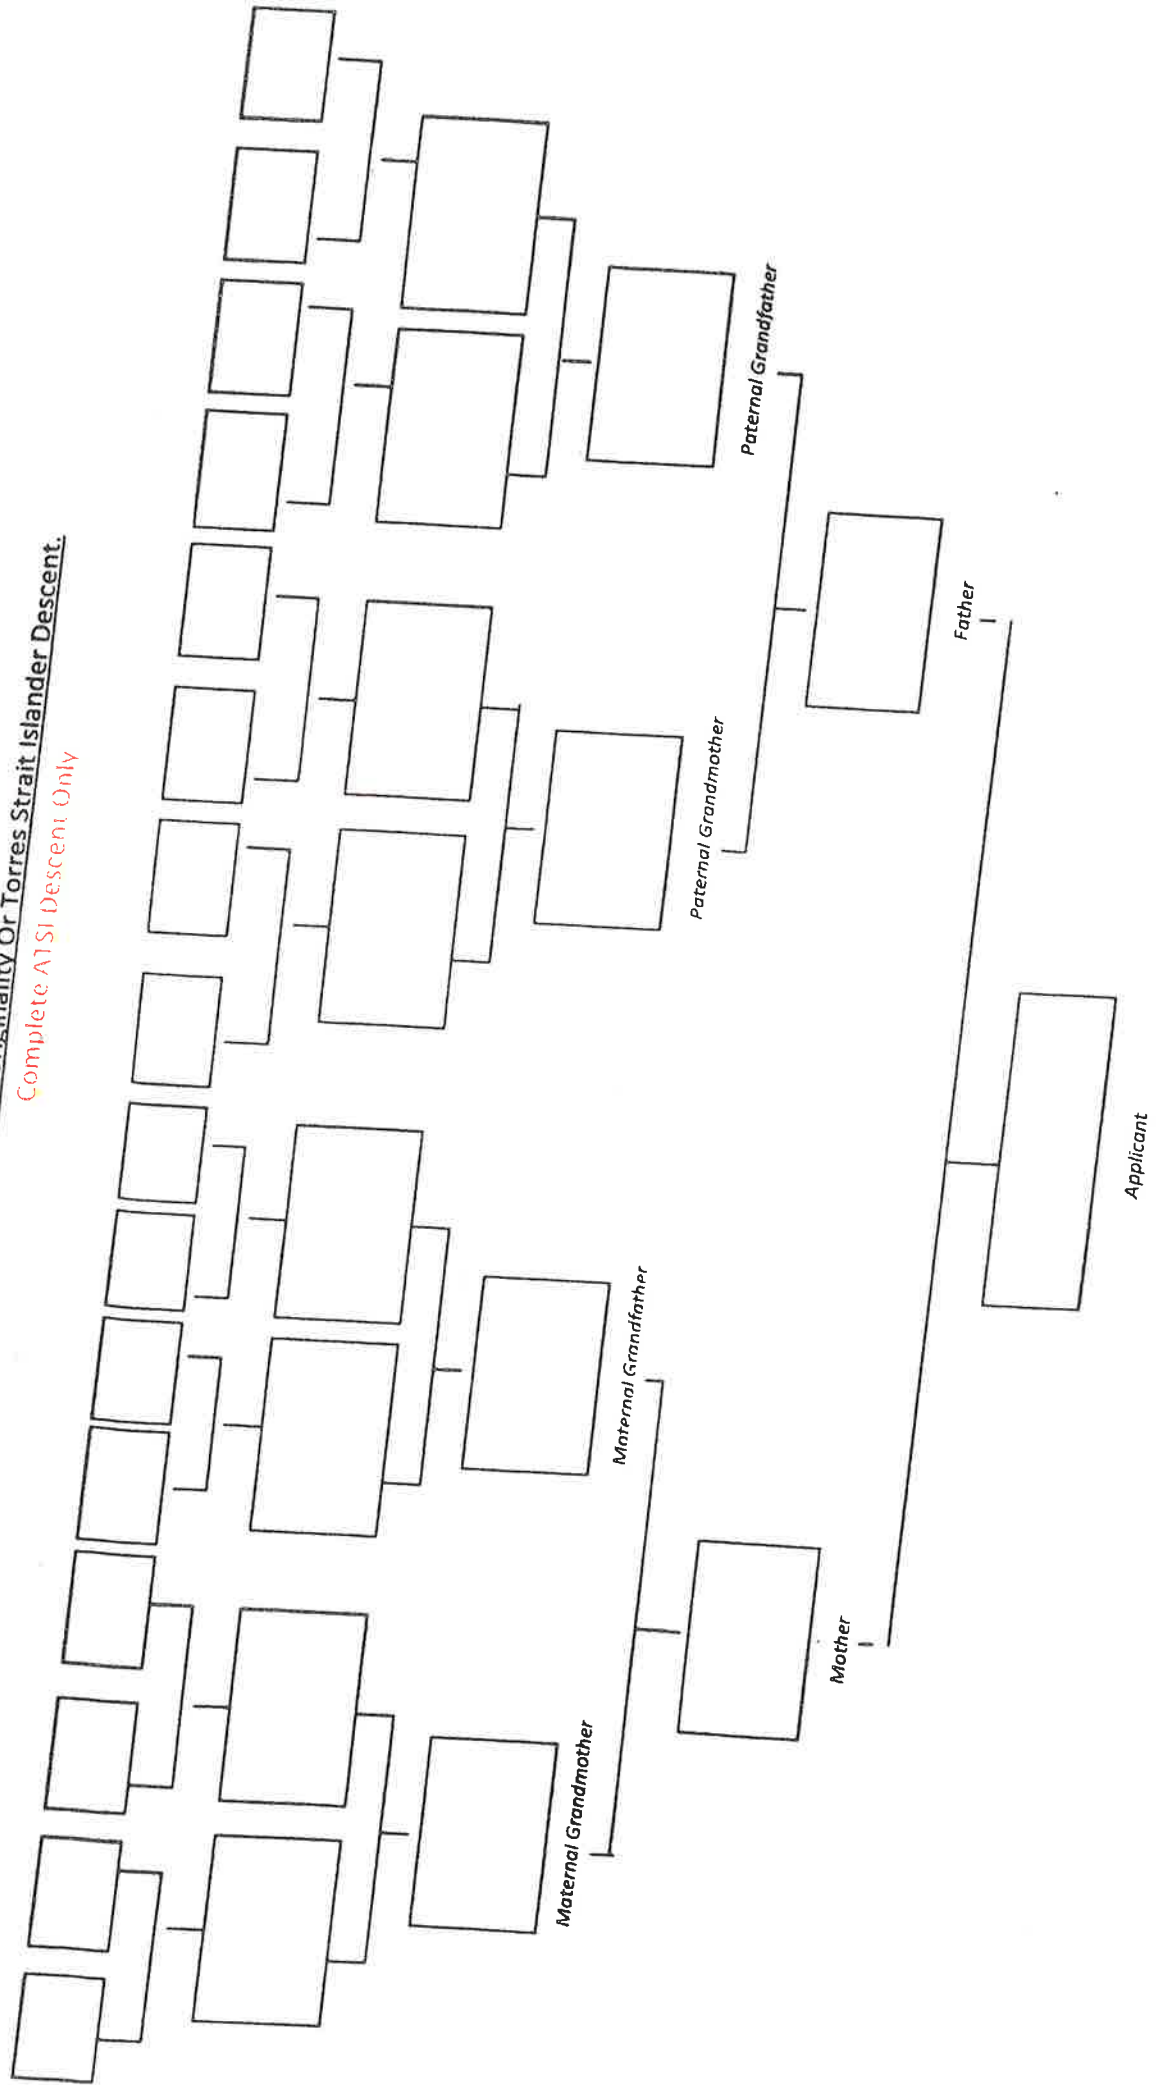 Or Torres Strait Islander Descent.
Complete ATSI Descent Only
Maternal Grandmother
Maternal Grandfather
Paternal Grandmother
Paternal Grandfather
Mother
Father
Applicant